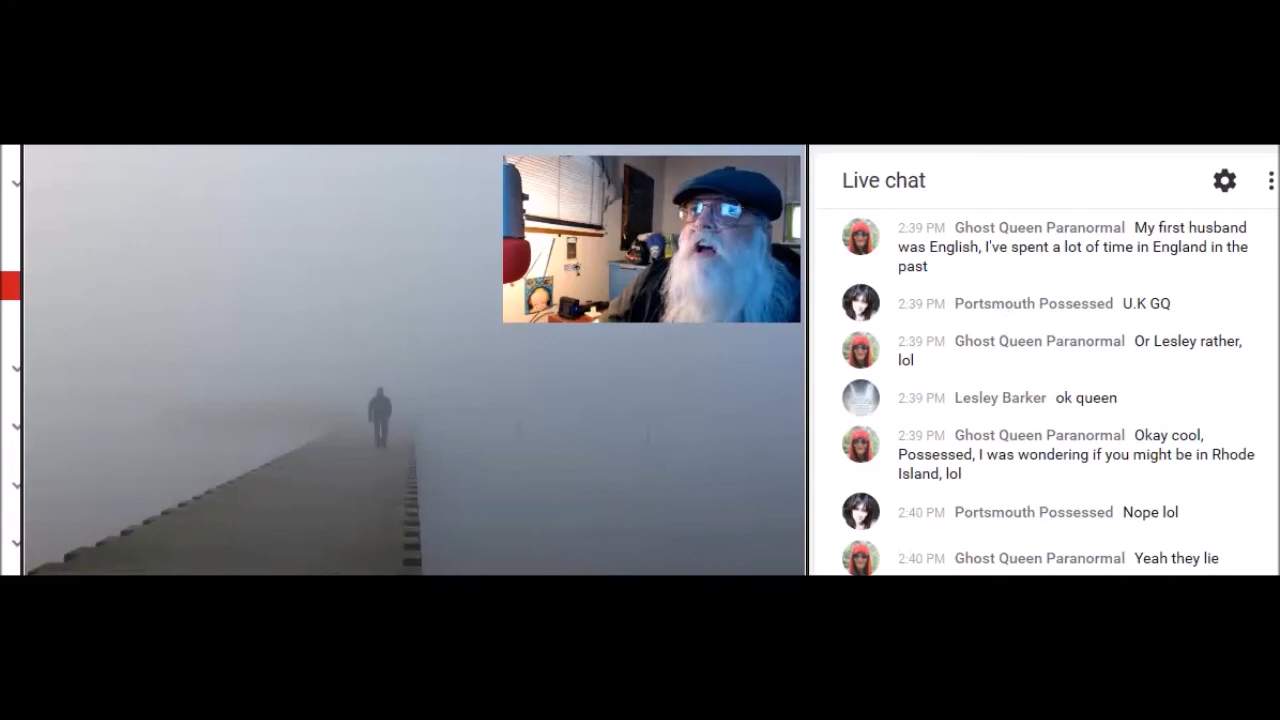 Live chat
2:39 PM Ghost Queen Paranormal My first husband
was English, I've spent a lot of time in England in the
past
2:39 PM Portsmouth Possessed U.K GQ
2:39 PM Ghost Queen Paranormal Or Lesley rather,
lol
2:39 PM Lesley Barker ok queen
2:39 PM Ghost Queen Paranormal Okay cool,
Possessed, I was wondering if you might be in Rhode
Island, lol
2:40 PM Portsmouth Possessed Nope lol
2:40 PM Ghost Queen Paranormal Yeah they lie